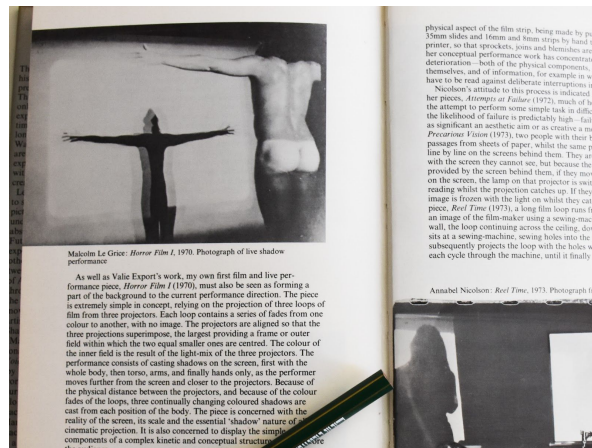 Malcolm Le Grice: Horror Film I, 1970. Photograph of live shadow
performance
As well as Valie Export's work, my own first film and live per-
formance piece, Horror Film I (1970), must also be seen as forming a
part of the background to the current performance direction. The piece
is extremely simple in concept, relying on the projection of three loops of
film from three projectors. Each loop contains a series of fades from one
colour to another, with no image. The projectors are aligned so that the
three projections superimpose, the largest providing a frame or outer
field within which the two equal smaller ones are centred. The colour of
the inner field is the result of the light-mix of the three projectors. The
performance consists of casting shadows on the screen, first with the
whole body, then torso, arms, and finally hands only, as the performer
moves further from the screen and closer to the projectors. Because of
the physical distance between the projectors, and because of the colour
fades of the loops, three continually changing coloured shadows are
cast from each position of the body. The piece is concerned with the
reality of the screen, its scale and the essential 'shadow' nature of
cinematic projection. It is also concerned to display the
components of a complex kinetic and conceptual
physical aspect of the film strip, being made by
35mm slides and 16mm and 8mm strips by hand
printer, so that sprockets, joins and blemishes are
her conceptual performance work has concentrated
deterioration—both of the physical components,
themselves, and of information, for example in
have to be read against deliberate interruptions
Nicolson's attitude to this process is indicated
her pieces, Attempts at Failure (1972), much of
the attempt to perform some simple task in
the likelihood of failure is predictably high
as significant an aesthetic aim or as creative a
Precarious Vision (1973), two people with their
passages from sheets of paper, whilst the same
line by line on the screens behind them. They are
with the screen they cannot see, but because the
provided by the screen behind them, if they
on the screen, the lamp on that projector is
reading whilst the projection catches up. If they
image is frozen with the light on whilst they
piece, Reel Time (1973), a long film loop runs
an image of the film-maker using a
wall, the loop continuing across the ceiling,
sits at a sewing-machine, sewing holes into the
subsequently projects the loop with the holes
each cycle through the machine, until it finally
Annabel Nicolson: Reel Time, 1973. Photograph